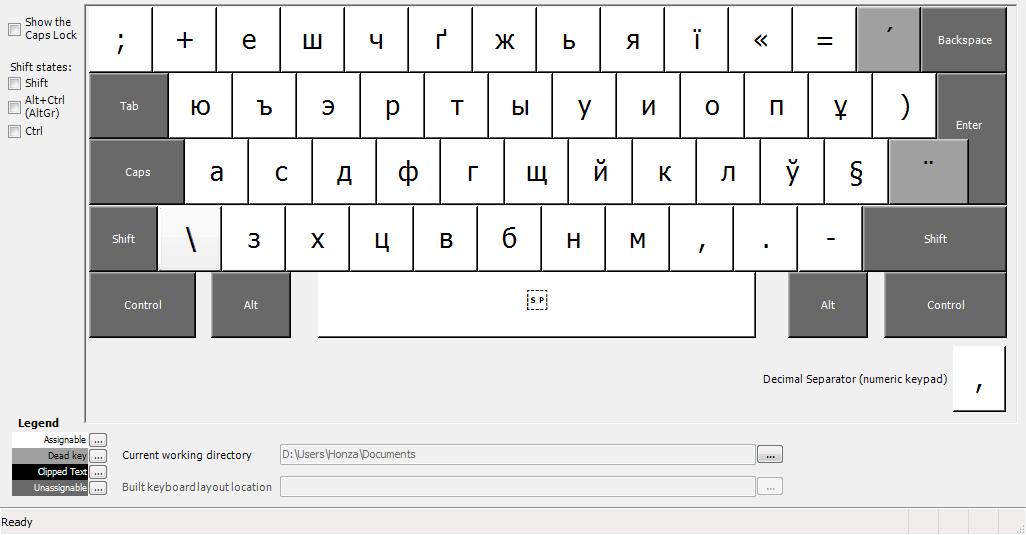 Show the
Caps Lock
Shift states:
Shift
Alt+Ctrl
(AltGr)
Ctrl
; + е ш ч ґ ж ь я ї « = ´ Backspace
Tab ю ъ э р т ы у и о п ұ ) Enter
Caps а с д ф г щ й к л ў § ¨
Shift \ з х ц в б н м , . - Shift
Control Alt SP Alt Control
Decimal Separator (numeric keypad) ,
Legend
Assignable ...
Dead key ...
Clipped Text ...
Unassignable ...
Current working directory D:\Users\Honza\Documents ...
Built keyboard layout location ...
Ready